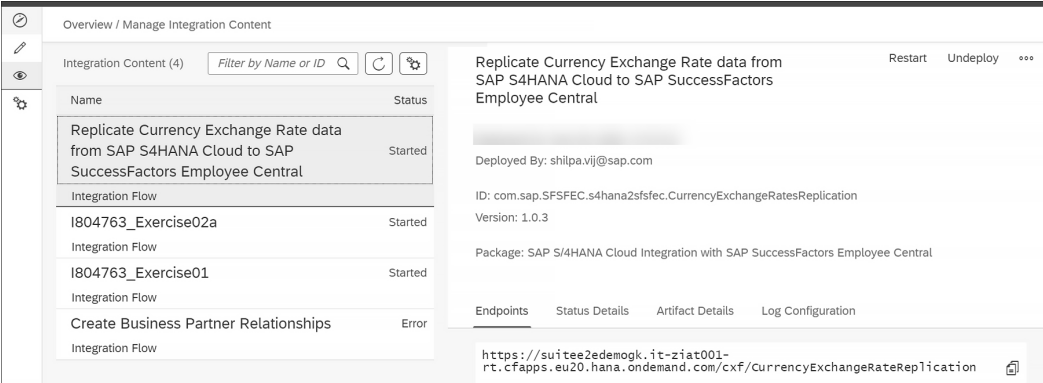 Overview / Manage Integration Content
Integration Content (4)
Filter by Name or ID
Name Status
Replicate Currency Exchange Rate data
from SAP S4HANA Cloud to SAP
SuccessFactors Employee Central
Started
Integration Flow
I804763_Exercise02a Started
Integration Flow
I804763_Exercise01 Started
Integration Flow
Create Business Partner Relationships Error
Integration Flow
Replicate Currency Exchange Rate data from
SAP S4HANA Cloud to SAP SuccessFactors
Employee Central
Restart Undeploy
Deployed By: shilpa.vij@sap.com
ID: com.sap.SFSFEC.s4hana2sfsfec.CurrencyExchangeRatesReplication
Version: 1.0.3
Package: SAP S/4HANA Cloud Integration with SAP SuccessFactors Employee Central
Endpoints Status Details Artifact Details Log Configuration
https://suitee2edemogk.it-ziat001-
rt.cfapps.eu20.hana.ondemand.com/cxf/CurrencyExchangeRateReplication